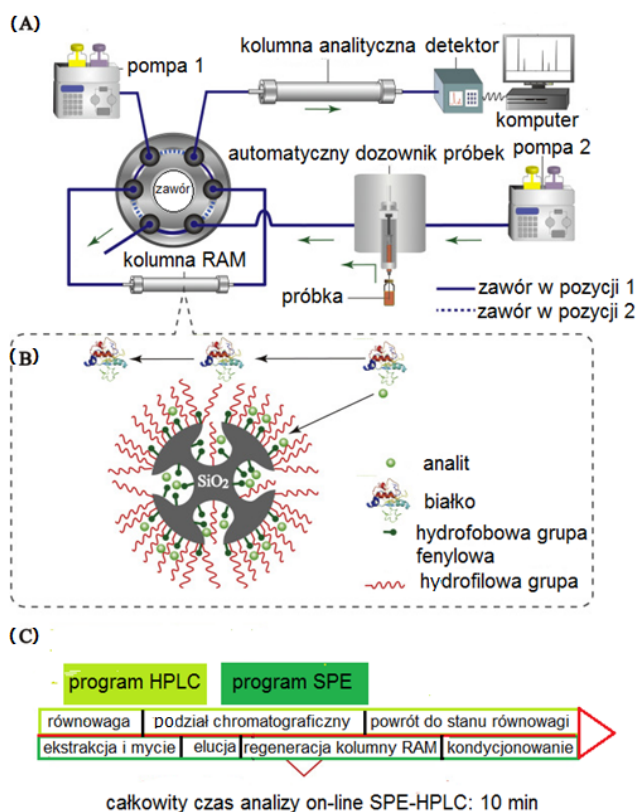 (A)
kolumna analityczna detektor
pompa 1
komputer
automatyczny dozownik próbek
pompa 2
zawór
kolumna RAM
próbka
zawór w pozycji 1
zawór w pozycji 2
(B)
SiO2
analit
białko
hydrofobowa grupa
fenylowa
hydrofilowa grupa
(C)
program HPLC
program SPE
równowaga
podział chromatograficzny
powrót do stanu równowagi
ekstrakcja i mycie
elucja
regeneracja kolumny RAM
kondycjonowanie
całkowity czas analizy on-line SPE-HPLC: 10 min